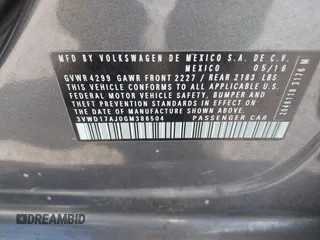 MFD BY VOLKSWAGEN DE MEXICO S.A. DE C.V.
MEXICO 05/16
GVWR 4299 GAWR FRONT 2227 / REAR 2183 LBS
THIS VEHICLE CONFORMS TO ALL APPLICABLE
FEDERAL MOTOR VEHICLE SAFETY, BUMPER AND
THEFT PREVENTION STANDARDS IN EFFECT ON THE
DATE OF MANUFACTURE SHOWN ABOVE.
3VWD17AJ0GM386504 PASSENGER CAR
3176 M
DREAMBID